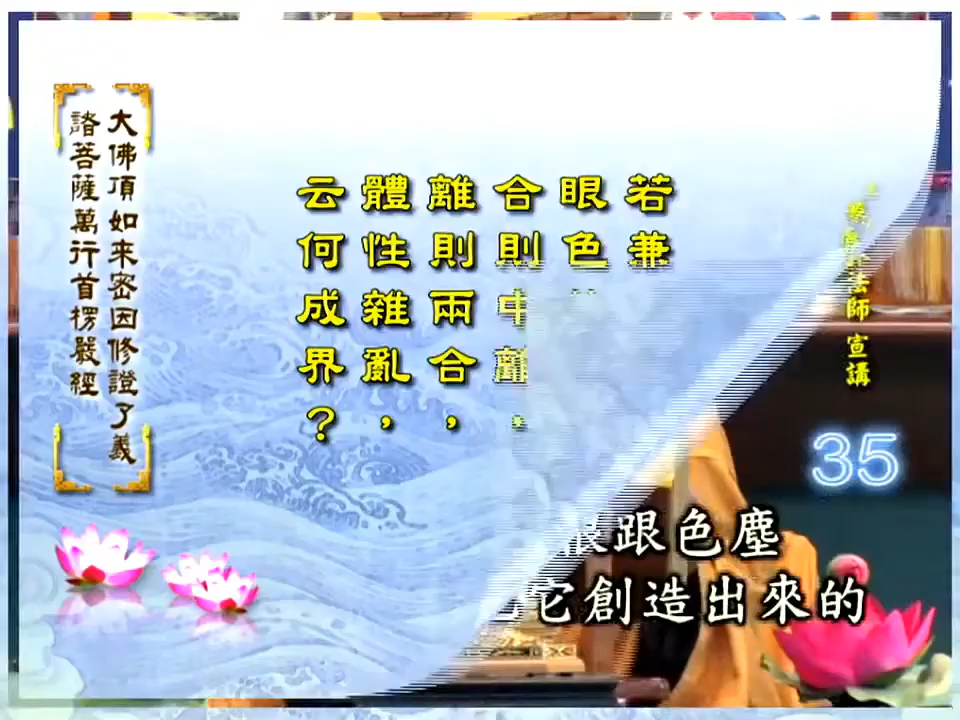 大佛頂如來密因修證了義
諸菩薩萬行首楞嚴經
若兼
眼色
合則中離，
離則兩合，
體性雜亂，
云何成界？
法師 宣講
35
跟色塵
它創造出來的